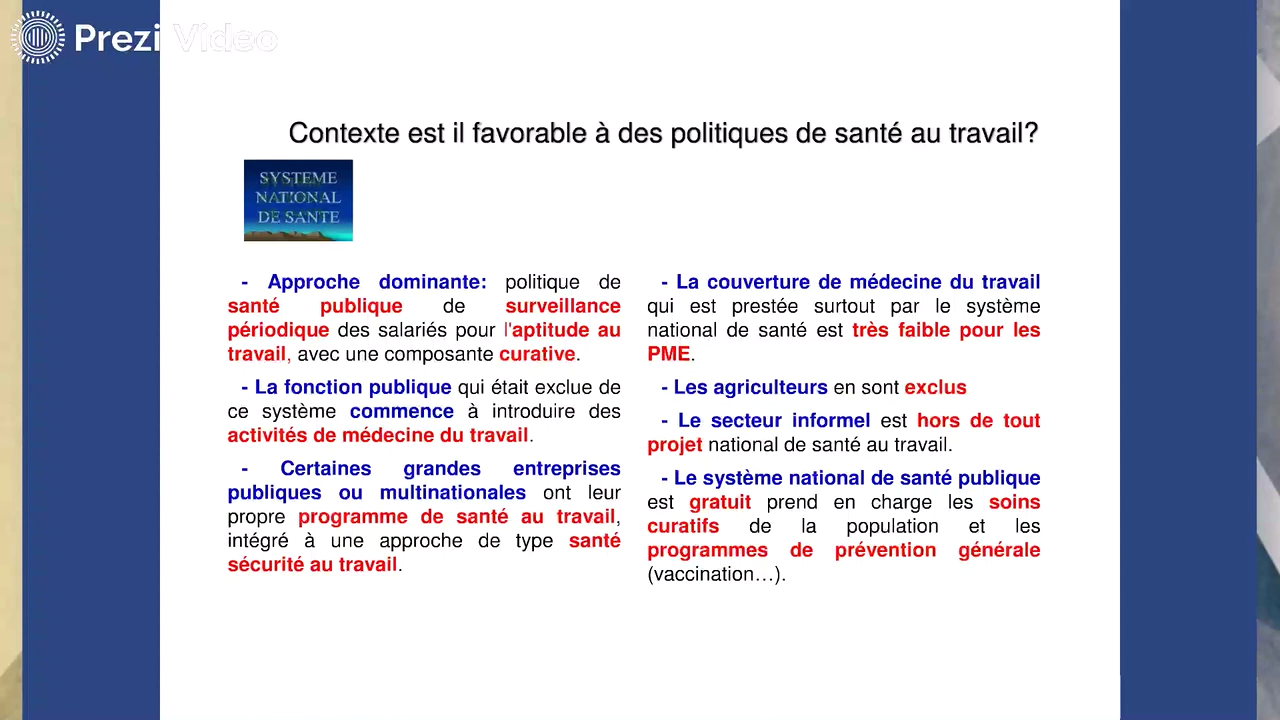 Prezi Video
Contexte est il favorable à des politiques de santé au travail?
SYSTEME
NATIONAL
DE SANTE
- Approche dominante: politique de
santé publique de surveillance
périodique des salariés pour l'aptitude au
travail, avec une composante curative.
- La fonction publique qui était exclue de
ce système commence à introduire des
activités de médecine du travail.
- Certaines grandes entreprises
publiques ou multinationales ont leur
propre programme de santé au travail,
intégré à une approche de type santé
sécurité au travail.
- La couverture de médecine du travail
qui est prestée surtout par le système
national de santé est très faible pour les
PME.
- Les agriculteurs en sont exclus
- Le secteur informel est hors de tout
projet national de santé au travail.
- Le système national de santé publique
est gratuit prend en charge les soins
curatifs de la population et les
programmes de prévention générale
(vaccination…).